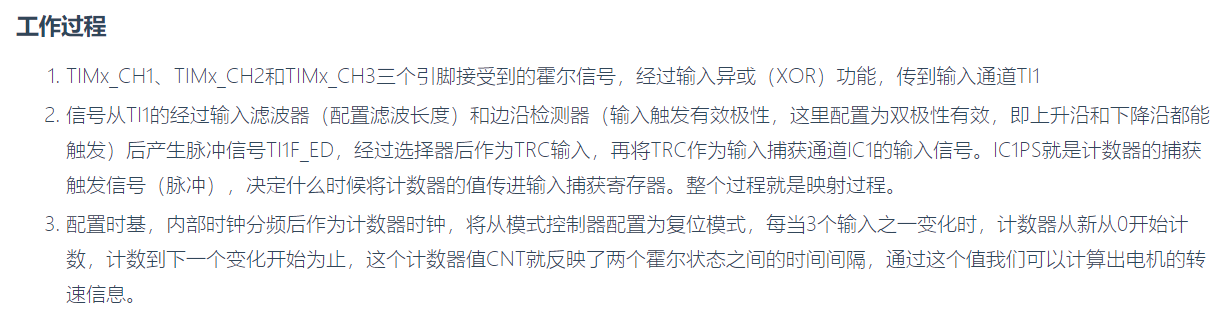 工作过程
1. TIMx_CH1、TIMx_CH2和TIMx_CH3三个引脚接受到的霍尔信号，经过输入异或（XOR）功能，传到输入通道TI1
2. 信号从TI1的经过输入滤波器（配置滤波长度）和边沿检测器（输入触发有效极性，这里配置为双极性有效，即上升沿和下降沿都能
触发）后产生脉冲信号TI1F_ED，经过选择器后作为TRC输入，再将TRC作为输入捕获通道IC1的输入信号。IC1PS就是计数器的捕获
触发信号（脉冲），决定什么时候将计数器的值传进输入捕获寄存器。整个过程就是映射过程。
3. 配置时基，内部时钟分频后作为计数器时钟，将从模式控制器配置为复位模式，每当3个输入之一变化时，计数器从新从0开始计
数，计数到下一个变化开始为止，这个计数器值CNT就反映了两个霍尔状态之间的时间间隔，通过这个值我们可以计算出电机的转
速信息。